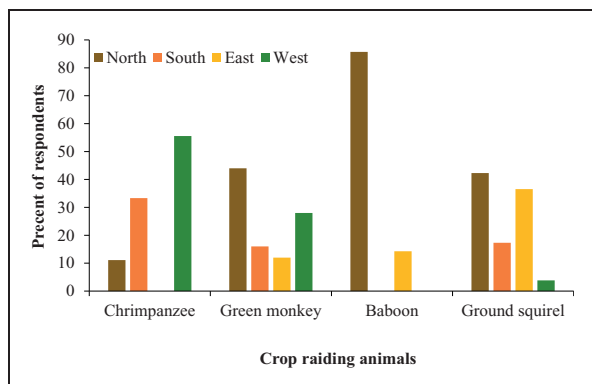 90
80
70
60
50
40
30
20
10
0
North South East West
Precent of respondents
Chrimpanzee Green monkey Baboon Ground squirel
Crop raiding animals